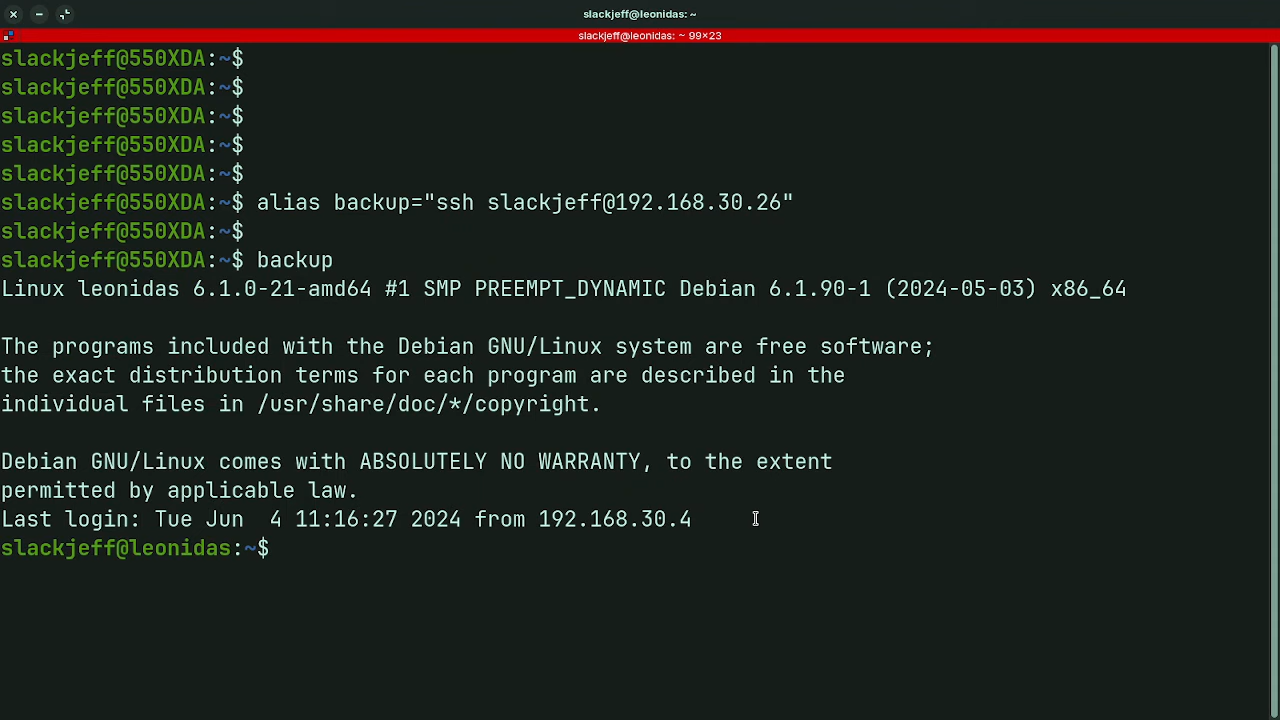 slackjeff@leonidas: ~
slackjeff@leonidas: ~ 99×23
slackjeff@550XDA:~$
slackjeff@550XDA:~$
slackjeff@550XDA:~$
slackjeff@550XDA:~$
slackjeff@550XDA:~$
slackjeff@550XDA:~$ alias backup="ssh slackjeff@192.168.30.26"
slackjeff@550XDA:~$
slackjeff@550XDA:~$ backup
Linux leonidas 6.1.0-21-amd64 #1 SMP PREEMPT_DYNAMIC Debian 6.1.90-1 (2024-05-03) x86_64
The programs included with the Debian GNU/Linux system are free software;
the exact distribution terms for each program are described in the
individual files in /usr/share/doc/*/copyright.
Debian GNU/Linux comes with ABSOLUTELY NO WARRANTY, to the extent
permitted by applicable law.
Last login: Tue Jun  4 11:16:27 2024 from 192.168.30.4
slackjeff@leonidas:~$